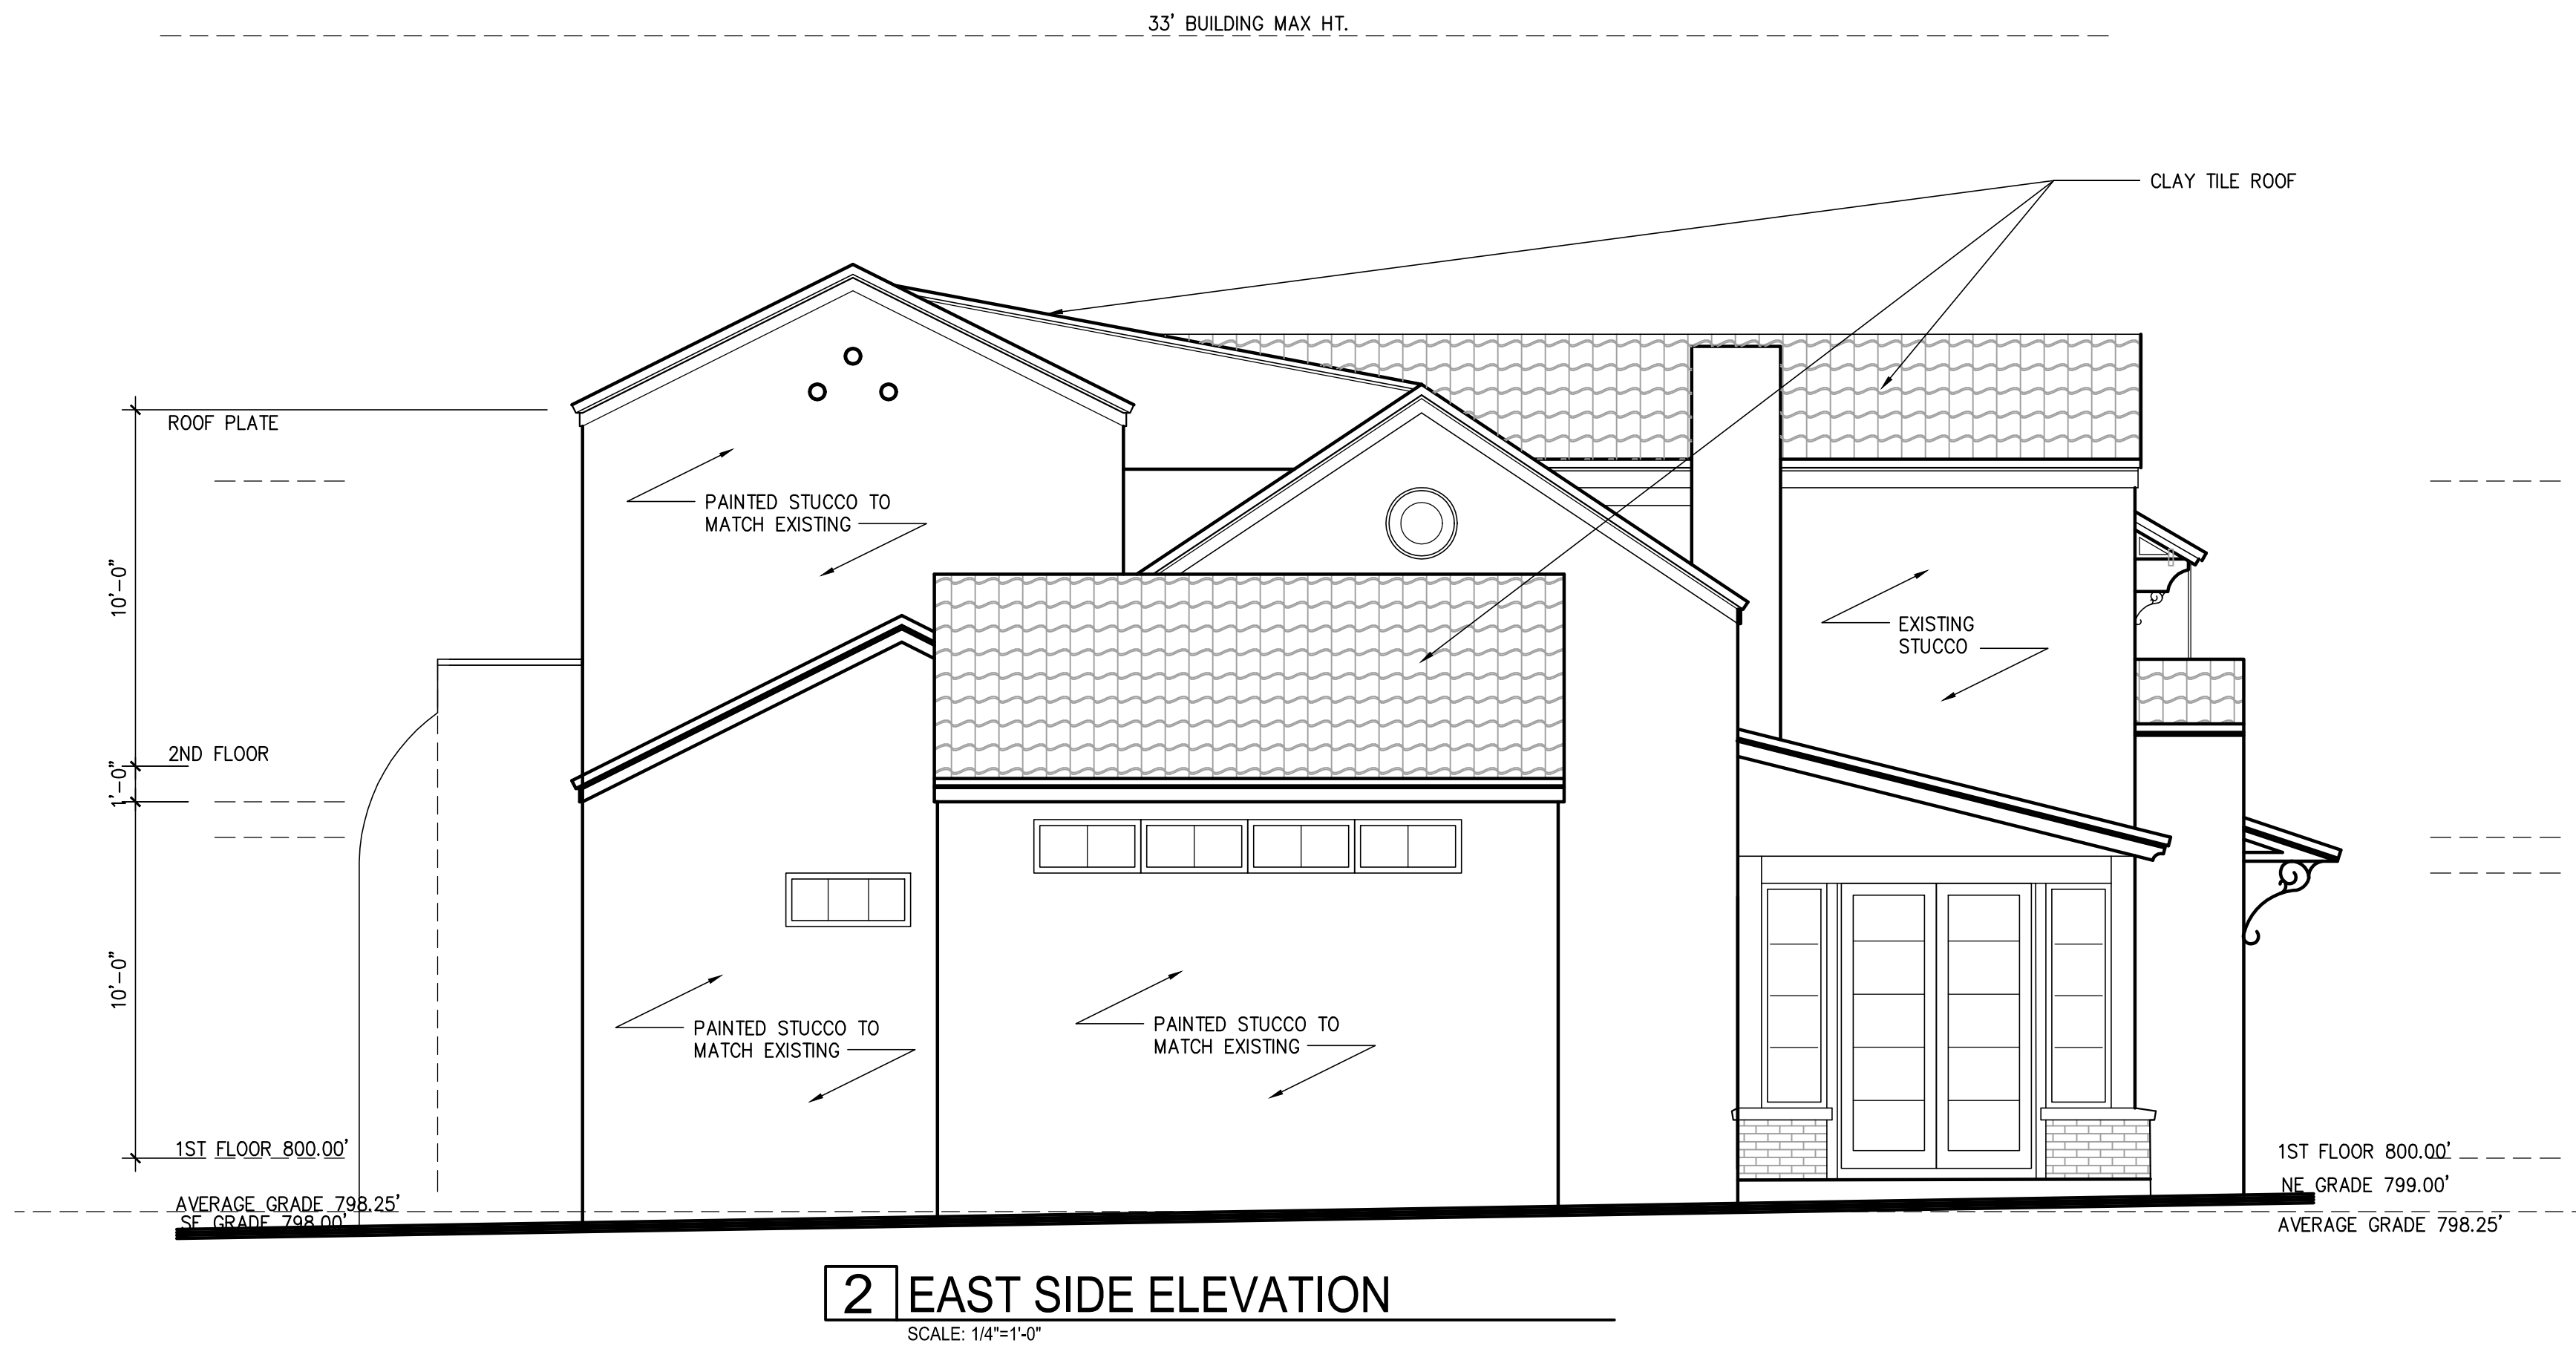 33' BUILDING MAX HT.
CLAY TILE ROOF
ROOF PLATE
PAINTED STUCCO TO
MATCH EXISTING
10'-0"
EXISTING
STUCCO
2ND FLOOR
1'-0"
10'-0"
PAINTED STUCCO TO
MATCH EXISTING
PAINTED STUCCO TO
MATCH EXISTING
1ST FLOOR 800.00'
1ST FLOOR 800.00'
NE GRADE 799.00'
AVERAGE GRADE 798.25'
SE GRADE 798.00'
AVERAGE GRADE 798.25'
2 EAST SIDE ELEVATION
SCALE: 1/4"=1'-0"